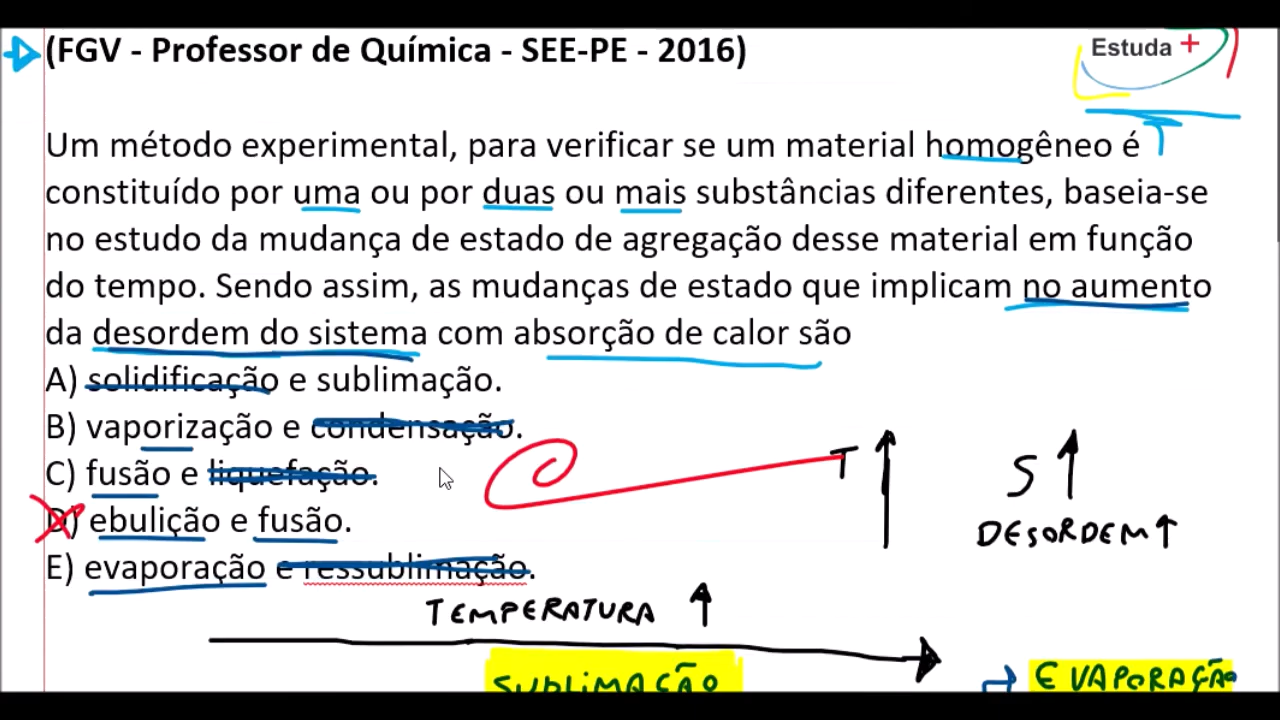 (FGV - Professor de Química - SEE-PE - 2016)
Estuda +
Um método experimental, para verificar se um material homogêneo é
constituído por uma ou por duas ou mais substâncias diferentes, baseia-se
no estudo da mudança de estado de agregação desse material em função
do tempo. Sendo assim, as mudanças de estado que implicam no aumento
da desordem do sistema com absorção de calor são
A) solidificação e sublimação.
B) vaporização e condensação.
C) fusão e liquefação.
D) ebulição e fusão.
E) evaporação e ressublimação.
T
S
DESORDEM
TEMPERATURA
SUBLIMAÇÃO
EVAPORAÇÃO